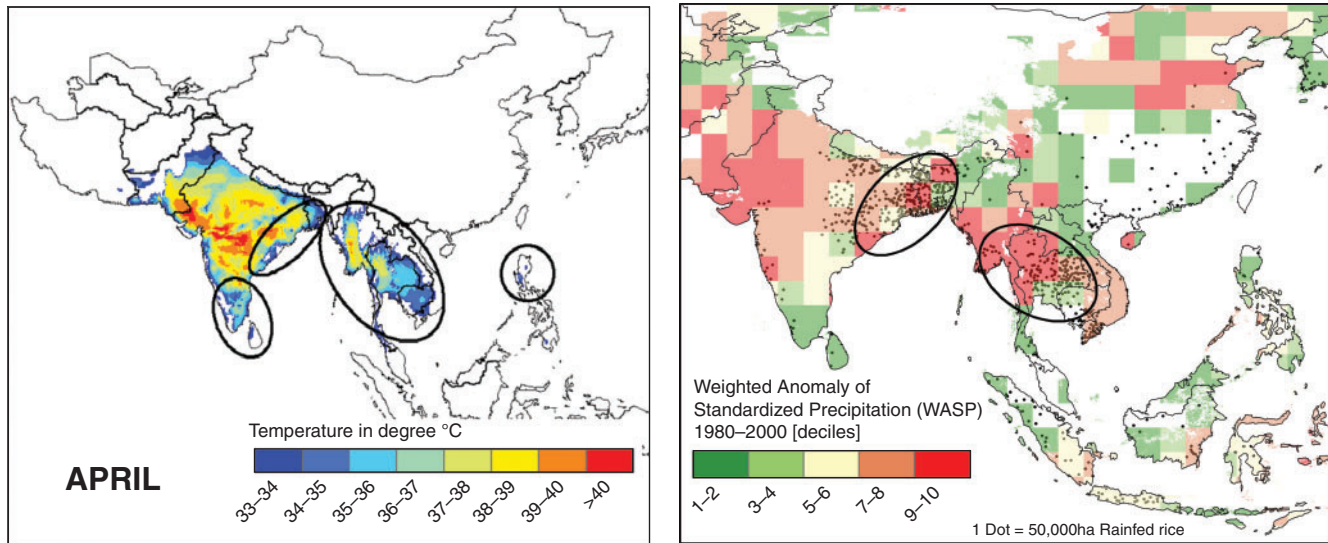 Temperature in degree °C
APRIL
33–34
34–35
35–36
36–37
37–38
38–39
39–40
>40
Weighted Anomaly of
Standardized Precipitation (WASP)
1980–2000 [deciles]
1–2
3–4
5–6
7–8
9–10
1 Dot = 50,000ha Rainfed rice